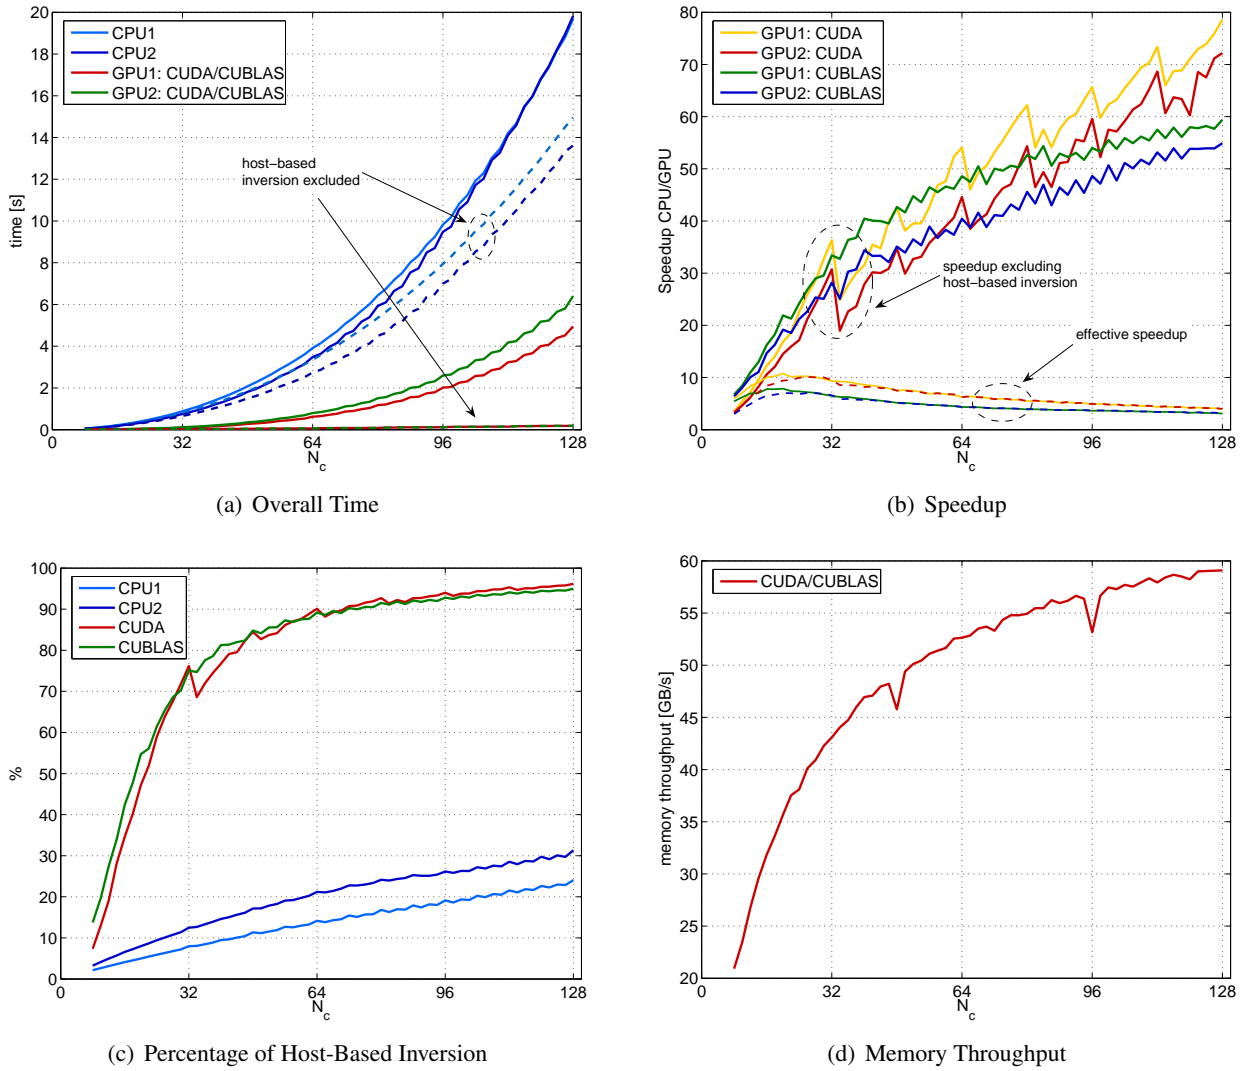 20
18
16
14
12
10
8
6
4
2
0
time [s]
CPU1
CPU2
GPU1: CUDA/CUBLAS
GPU2: CUDA/CUBLAS
host−based
inversion excluded
0 32 64 96 128
N_c
(a) Overall Time
80
70
60
50
40
30
20
10
0
Speedup CPU/GPU
GPU1: CUDA
GPU2: CUDA
GPU1: CUBLAS
GPU2: CUBLAS
speedup excluding
host−based inversion
effective speedup
0 32 64 96 128
N_c
(b) Speedup
100
90
80
70
60
50
40
30
20
10
0
%
CPU1
CPU2
CUDA
CUBLAS
0 32 64 96 128
N_c
(c) Percentage of Host-Based Inversion
60
55
50
45
40
35
30
25
20
memory throughput [GB/s]
CUDA/CUBLAS
0 32 64 96 128
N_c
(d) Memory Throughput